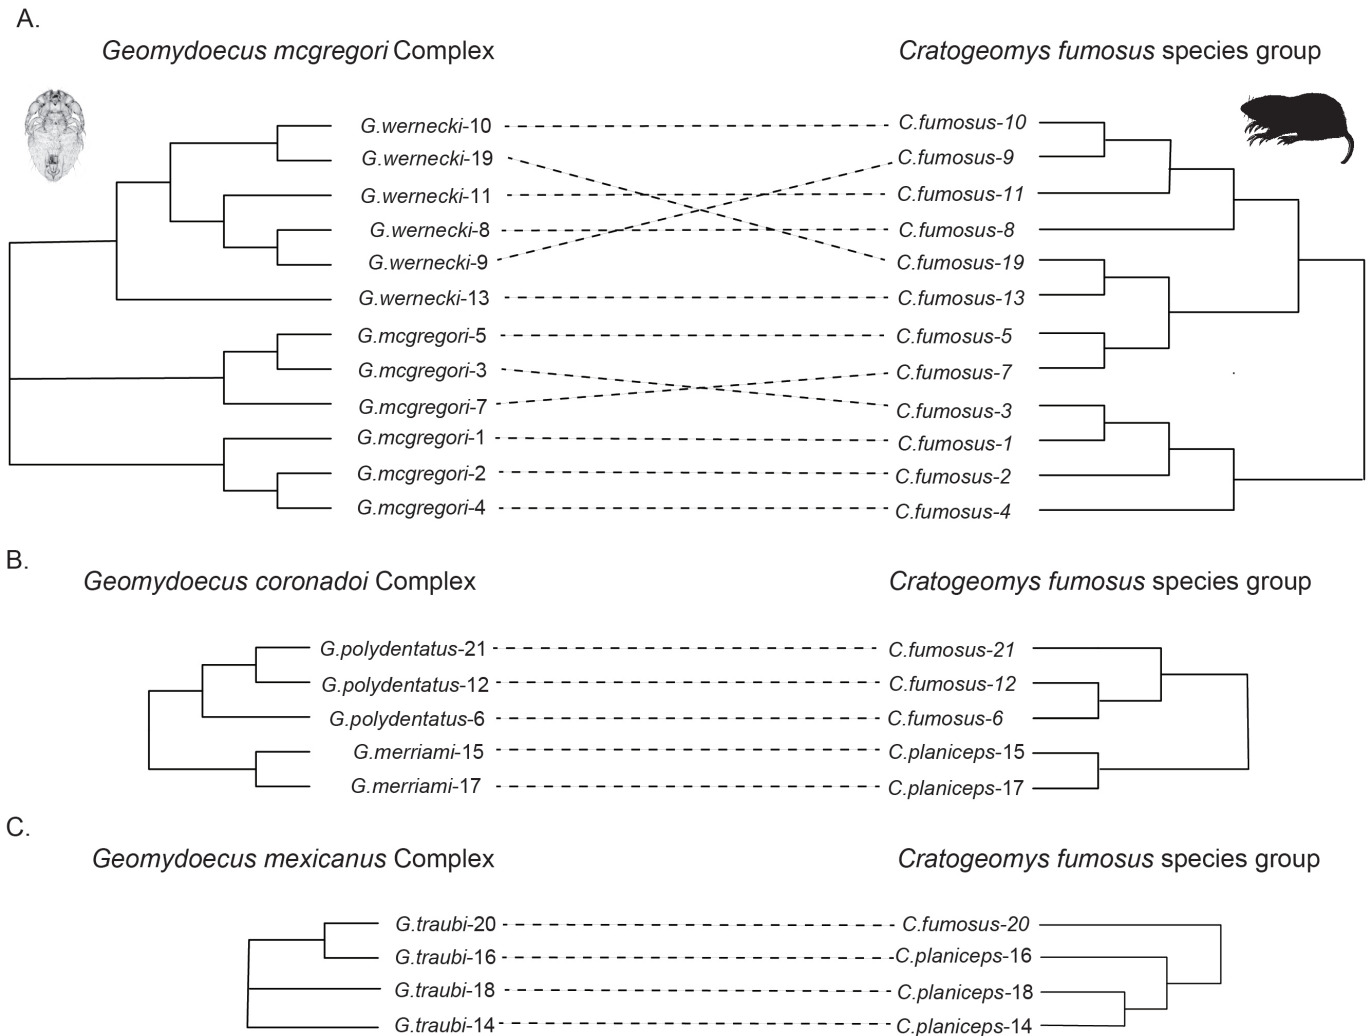 A.
Geomydoecus mcgregori Complex Cratogeomys fumosus species group
G.wernecki-10 C.fumosus-10
G.wernecki-19 C.fumosus-9
G.wernecki-11 C.fumosus-11
G.wernecki-8 C.fumosus-8
G.wernecki-9 C.fumosus-19
G.wernecki-13 C.fumosus-13
G.mcgregori-5 C.fumosus-5
G.mcgregori-3 C.fumosus-7
G.mcgregori-7 C.fumosus-3
G.mcgregori-1 C.fumosus-1
G.mcgregori-2 C.fumosus-2
G.mcgregori-4 C.fumosus-4
B.
Geomydoecus coronadoi Complex Cratogeomys fumosus species group
G.polydentatus-21 C.fumosus-21
G.polydentatus-12 C.fumosus-12
G.polydentatus-6 C.fumosus-6
G.merriami-15 C.planiceps-15
G.merriami-17 C.planiceps-17
C.
Geomydoecus mexicanus Complex Cratogeomys fumosus species group
G.traubi-20 C.fumosus-20
G.traubi-16 C.planiceps-16
G.traubi-18 C.planiceps-18
G.traubi-14 C.planiceps-14